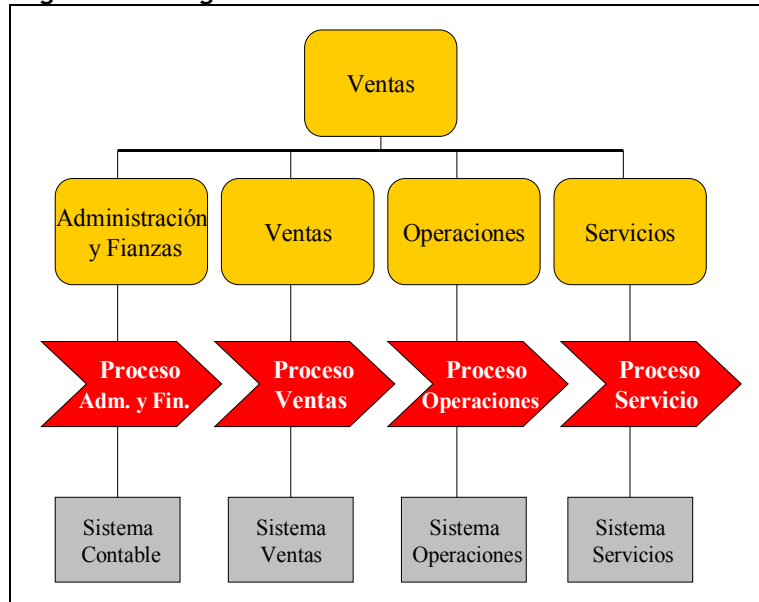 Ventas
Administración
y Fianzas
Ventas
Operaciones
Servicios
Proceso
Adm. y Fin.
Proceso
Ventas
Proceso
Operaciones
Proceso
Servicio
Sistema
Contable
Sistema
Ventas
Sistema
Operaciones
Sistema
Servicios